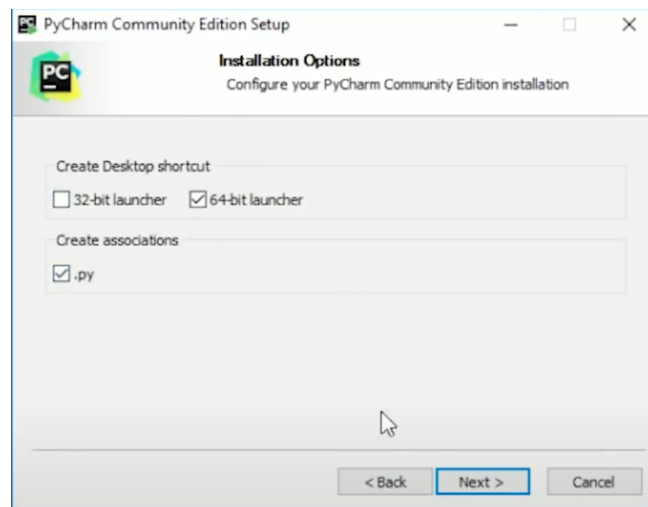 PyCharm Community Edition Setup
PC
Installation Options
Configure your PyCharm Community Edition installation
Create Desktop shortcut
32-bit launcher 64-bit launcher
Create associations
.py
< Back Next > Cancel